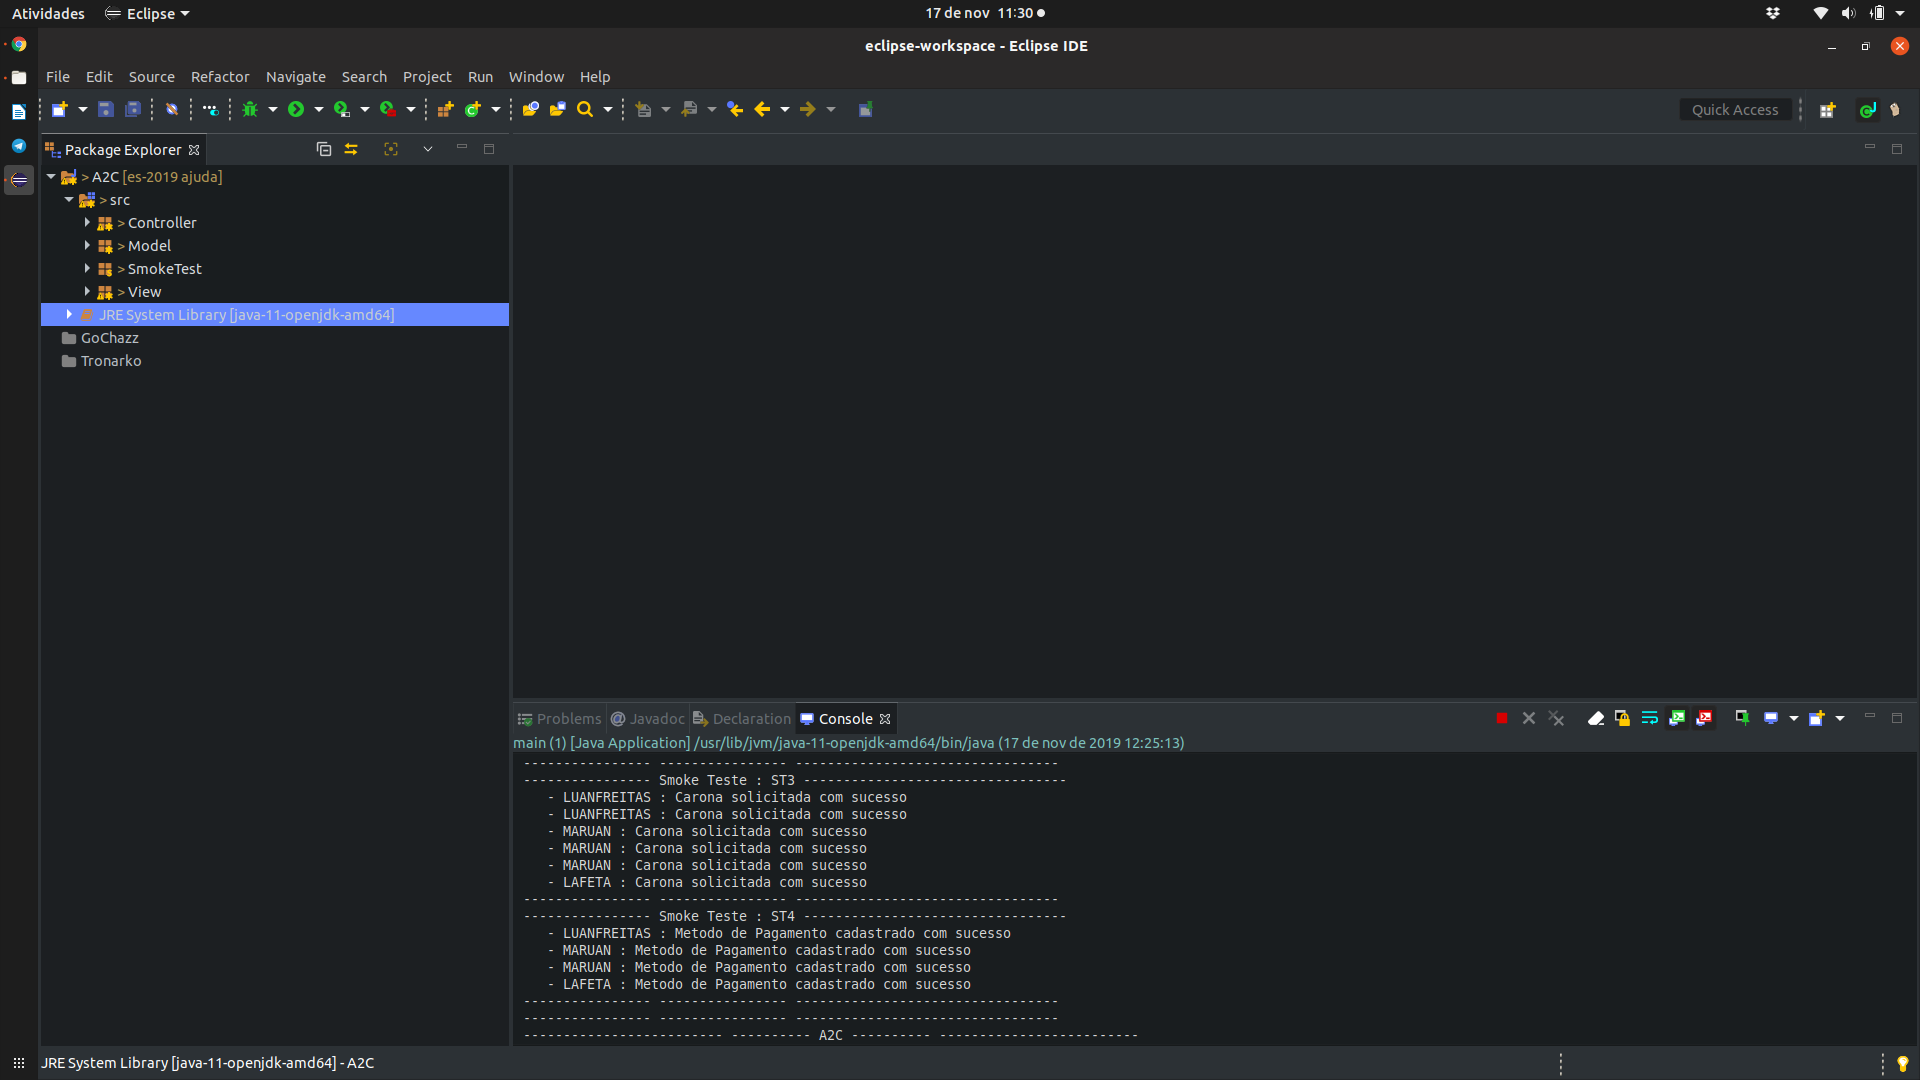 Atividades Eclipse 17 de nov 11:30
eclipse-workspace - Eclipse IDE
File Edit Source Refactor Navigate Search Project Run Window Help
Quick Access
Package Explorer
> A2C [es-2019 ajuda]
> src
> Controller
> Model
> SmokeTest
> View
JRE System Library [java-11-openjdk-amd64]
GoChazz
Tronarko
Problems @ Javadoc Declaration Console
main (1) [Java Application] /usr/lib/jvm/java-11-openjdk-amd64/bin/java (17 de nov de 2019 12:25:13)
---------------- ---------------- ---------------------------------
---------------- Smoke Teste : ST3 ---------------------------------
- LUANFREITAS : Carona solicitada com sucesso
- LUANFREITAS : Carona solicitada com sucesso
- MARUAN : Carona solicitada com sucesso
- MARUAN : Carona solicitada com sucesso
- MARUAN : Carona solicitada com sucesso
- LAFETA : Carona solicitada com sucesso
---------------- ---------------- ---------------------------------
---------------- Smoke Teste : ST4 ---------------------------------
- LUANFREITAS : Metodo de Pagamento cadastrado com sucesso
- MARUAN : Metodo de Pagamento cadastrado com sucesso
- MARUAN : Metodo de Pagamento cadastrado com sucesso
- LAFETA : Metodo de Pagamento cadastrado com sucesso
---------------- ---------------- ---------------------------------
---------------- ---------------- ---------------------------------
------------------------- ---------- A2C ---------- -------------------------
JRE System Library [java-11-openjdk-amd64] - A2C